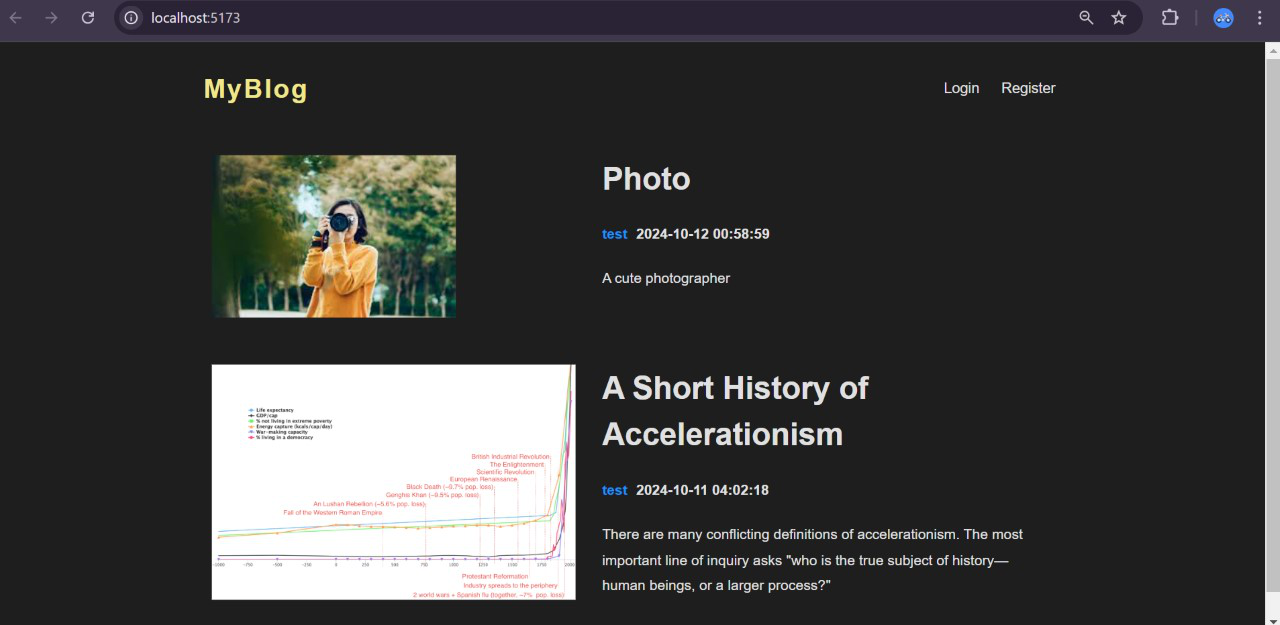 localhost:5173
MyBlog
Login Register
Photo
test 2024-10-12 00:58:59
A cute photographer
A Short History of
Accelerationism
test 2024-10-11 04:02:18
There are many conflicting definitions of accelerationism. The most
important line of inquiry asks "who is the true subject of history—
human beings, or a larger process?"
Life expectancy
GDP/cap
% not living in extreme poverty
Energy capture (kcals/cap/day)
War-making capacity
% living in a democracy
British Industrial Revolution
The Enlightenment
Scientific Revolution
European Renaissance
Black Death (~9.7% pop. loss)
Genghis Khan (~9.5% pop. loss)
An Lushan Rebellion (~5.6% pop. loss)
Fall of the Western Roman Empire
-1000 -750 -500 -250 0 250 500 750 1000 1250 1500 1750 2000
Protestant Reformation
Industry spreads to the periphery
2 world wars + Spanish flu (together, ~7% pop. loss)